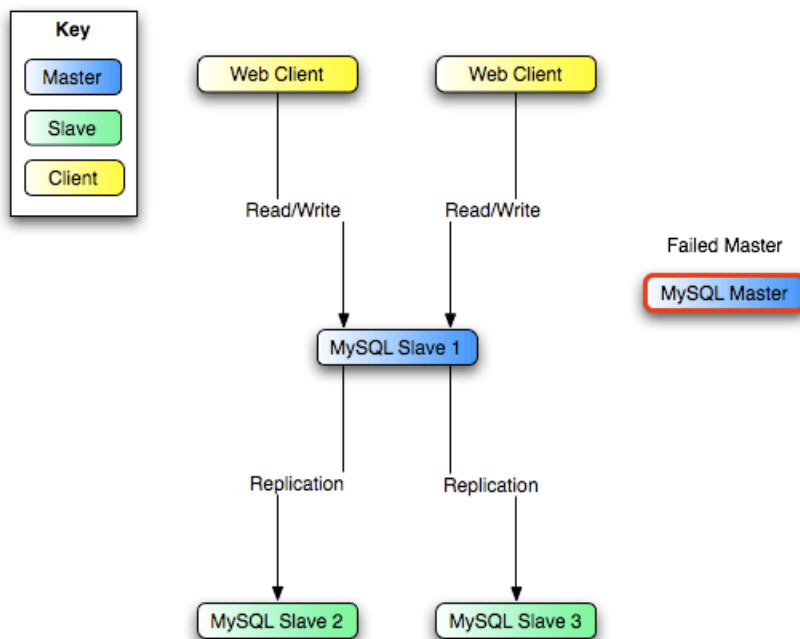 Key
Master
Slave
Client
Web Client
Web Client
Read/Write
Read/Write
Failed Master
MySQL Master
MySQL Slave 1
Replication
Replication
MySQL Slave 2
MySQL Slave 3